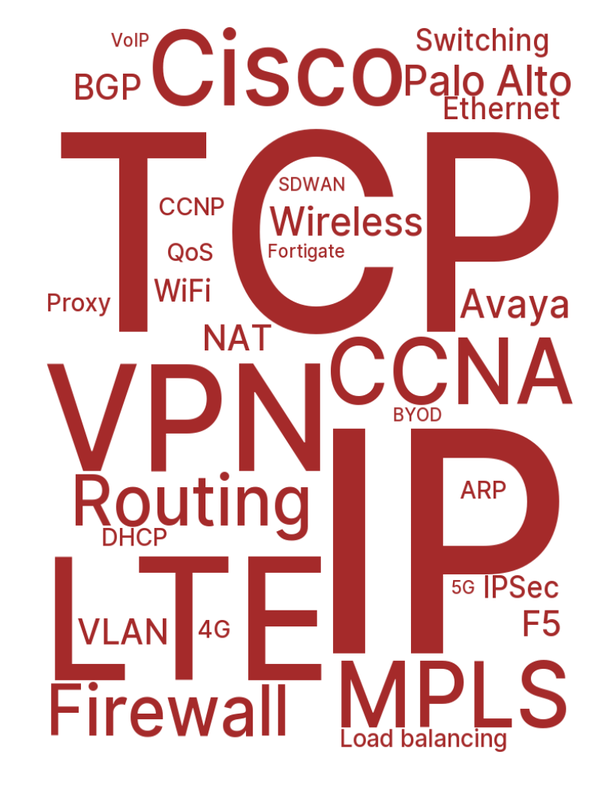 VoIP
Cisco
Switching
BGP
Palo Alto
Ethernet
TCP
SDWAN
CCNP
Wireless
QoS
Fortigate
WiFi
Proxy
Avaya
NAT
CCNA
VPN
BYOD
IP
Routing
ARP
DHCP
LTE
5G
IPSec
VLAN
4G
F5
Firewall
MPLS
Load balancing